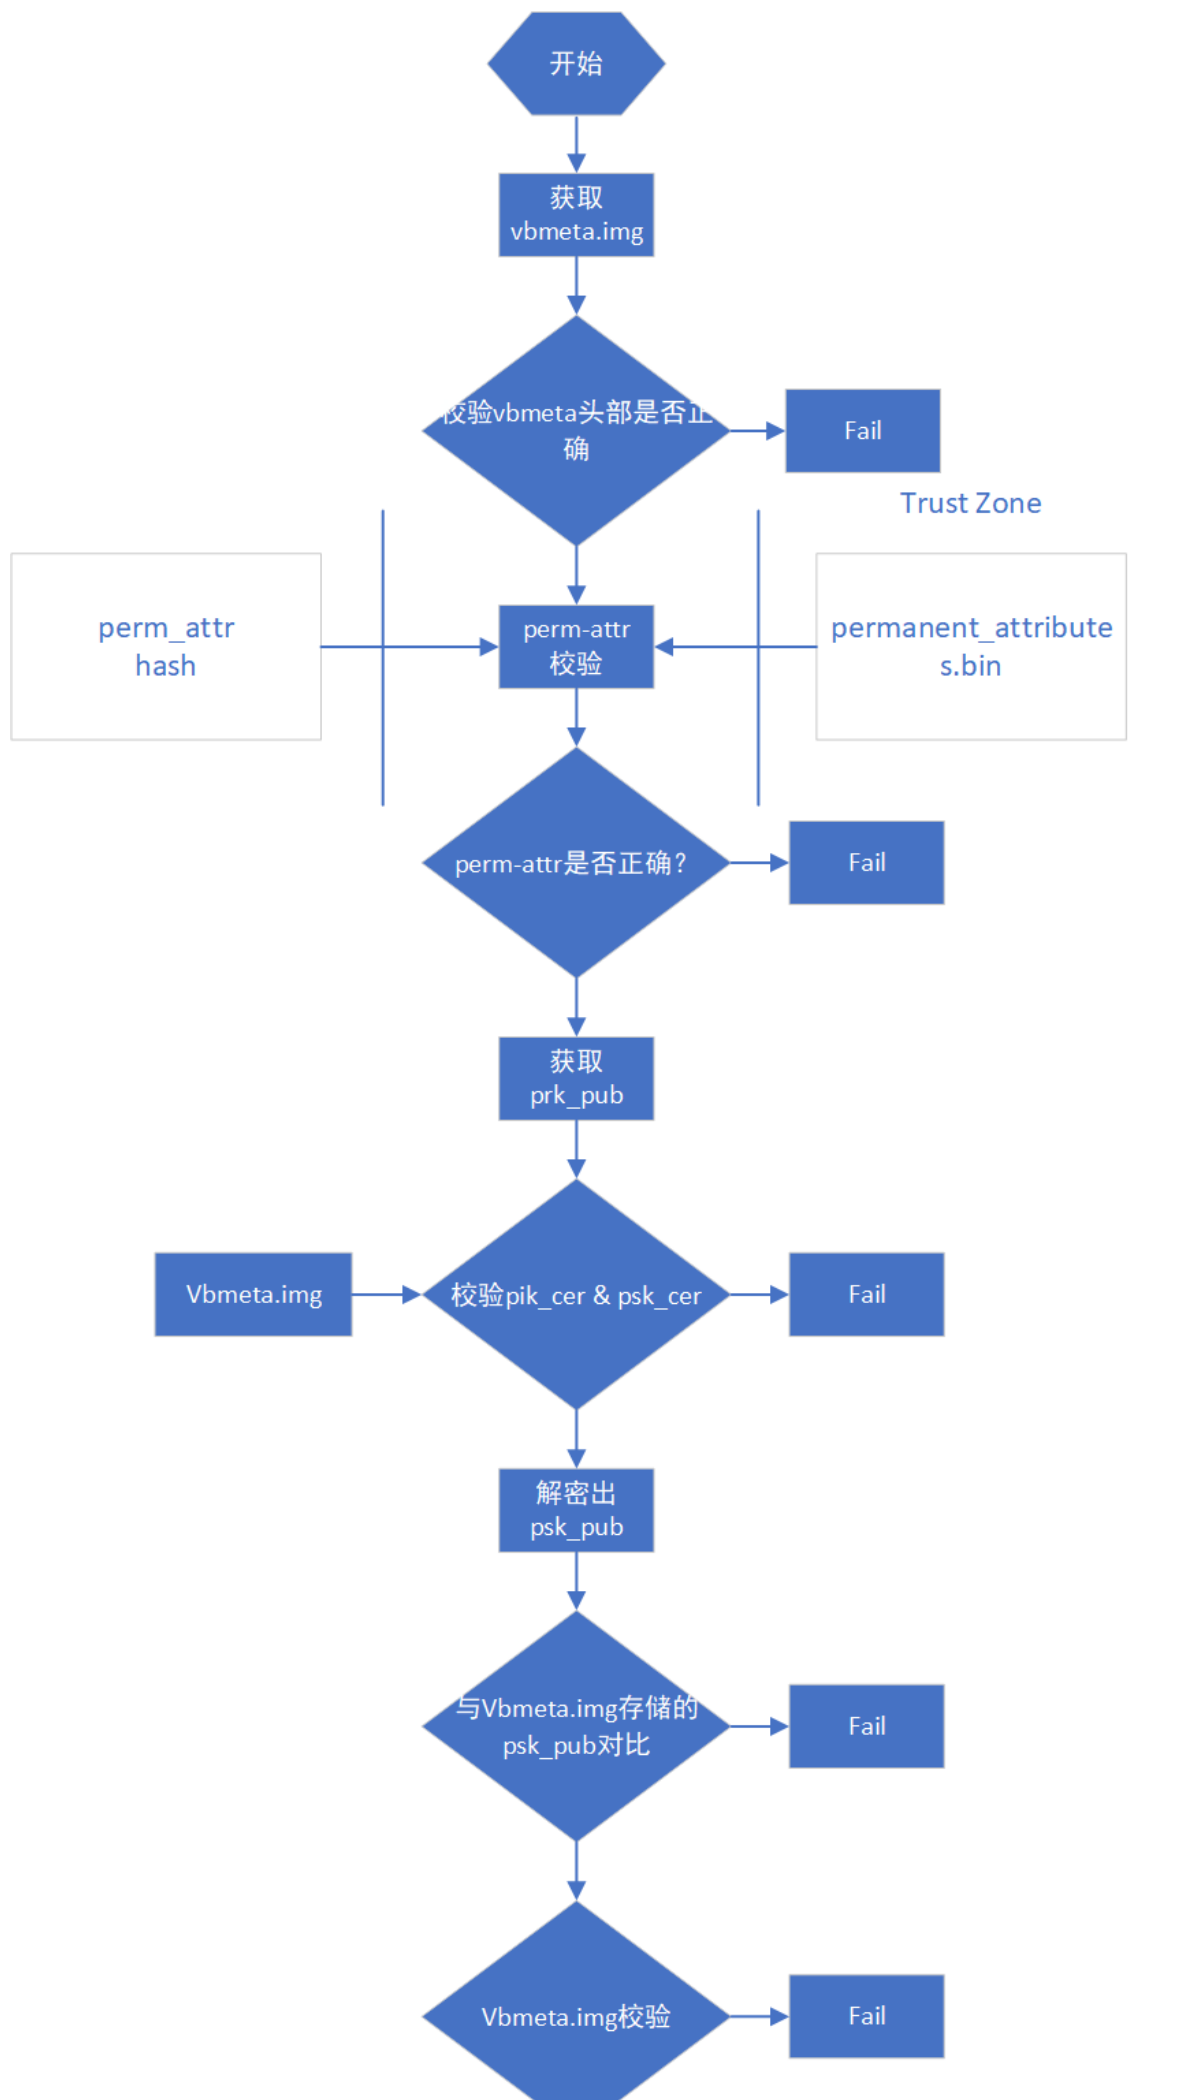 开始
获取
vbmeta.img
校验vbmeta头部是否正
确
Fail
Trust Zone
perm_attr
hash
perm-attr
校验
permanent_attribute
s.bin
perm-attr是否正确?
Fail
获取
prk_pub
Vbmeta.img
校验pik_cer & psk_cer
Fail
解密出
psk_pub
与Vbmeta.img存储的
psk_pub对比
Fail
Vbmeta.img校验
Fail